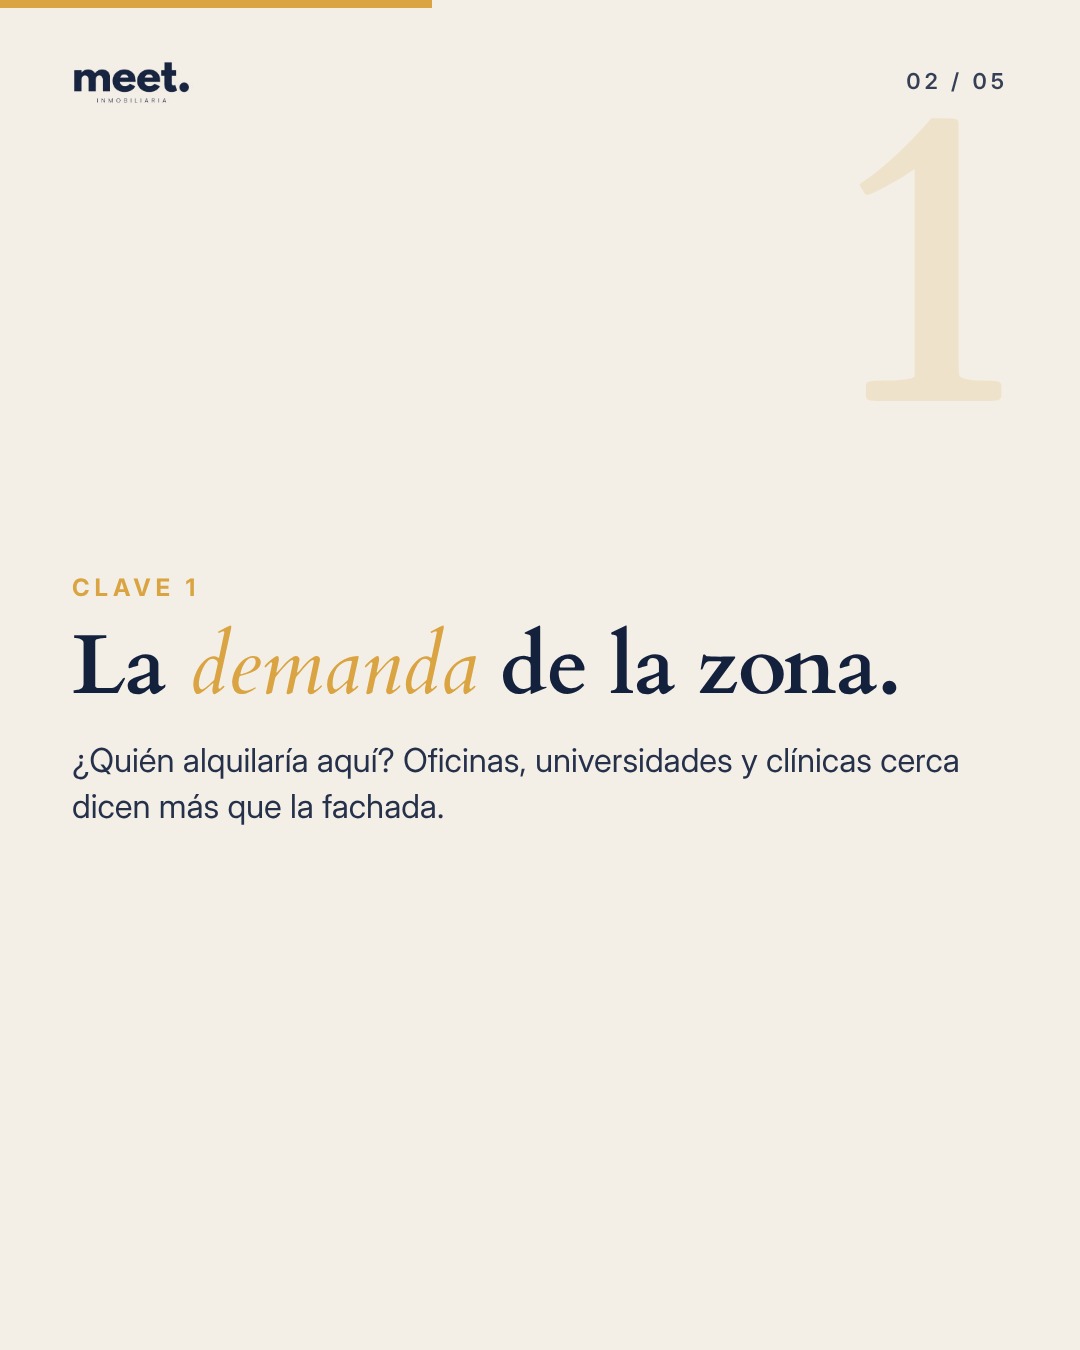 meet.
INMOBILIARIA
02 / 05
1
CLAVE 1
La demanda de la zona.
¿Quién alquilaría aquí? Oficinas, universidades y clínicas cerca
dicen más que la fachada.